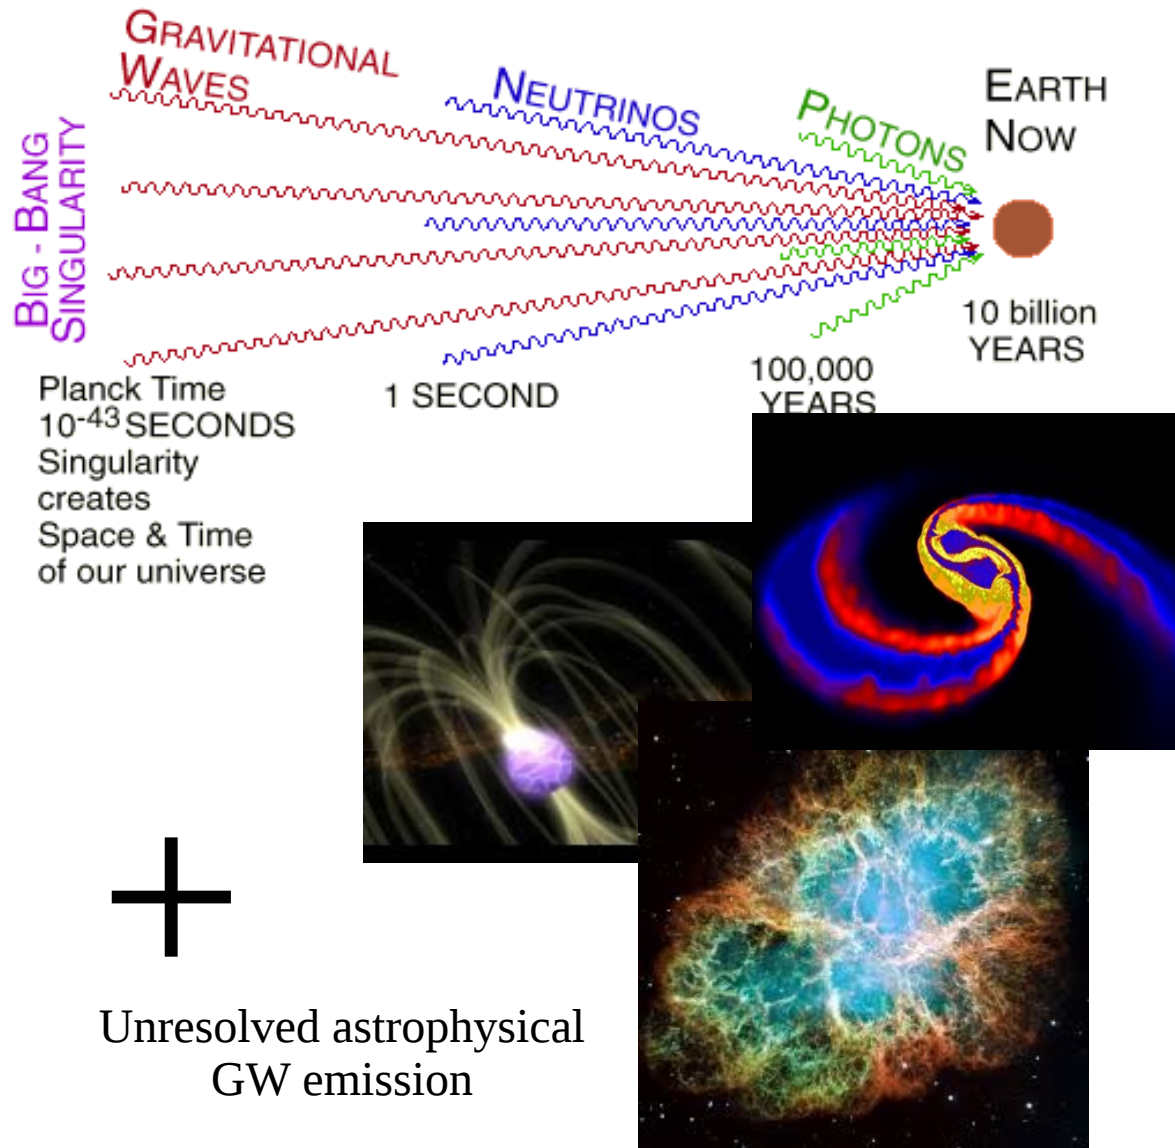 GRAVITATIONAL
WAVES
NEUTRINOS
PHOTONS
EARTH
NOW
BIG - BANG
SINGULARITY
10 billion
YEARS
100,000
YEARS
1 SECOND
Planck Time
10-43 SECONDS
Singularity
creates
Space & Time
of our universe
Unresolved astrophysical
GW emission